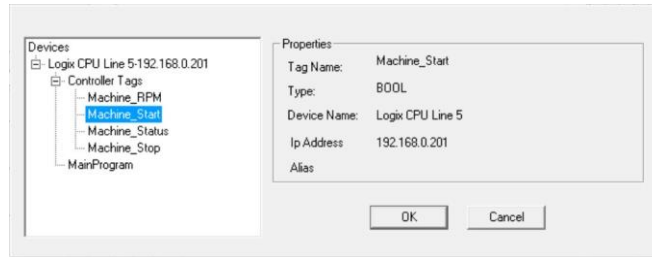 Devices
Logix CPU Line 5-192.168.0.201
Controller Tags
Machine_RPM
Machine_Start
Machine_Status
Machine_Stop
MainProgram
Properties
Tag Name: Machine_Start
Type: BOOL
Device Name: Logix CPU Line 5
Ip Address 192.168.0.201
Alias
OK Cancel